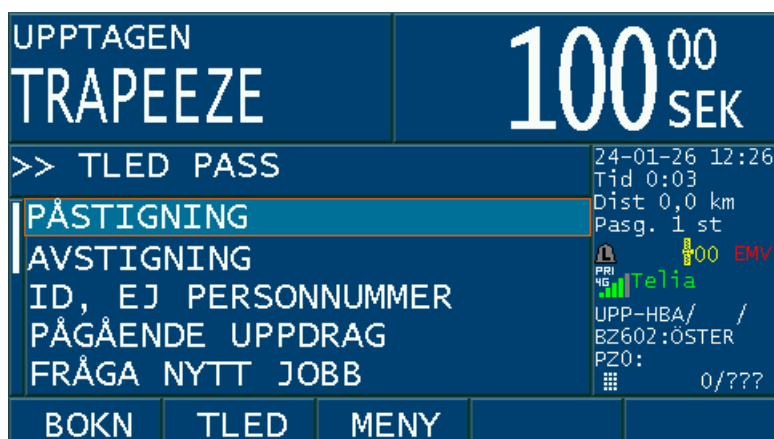 UPPTAGEN
TRAPEEZE
100 00
SEK
>> TLED PASS
PÅSTIGNING
AVSTIGNING
ID, EJ PERSONNUMMER
PÅGÅENDE UPPDRAG
FRÅGA NYTT JOBB
24-01-26 12:26
Tid 0:03
Dist 0,0 km
Pasg. 1 st
L 00 EMV
PRI
4G Telia
UPP-HBA/ /
BZ602:ÖSTER
PZ0:
0/???
BOKN TLED MENY